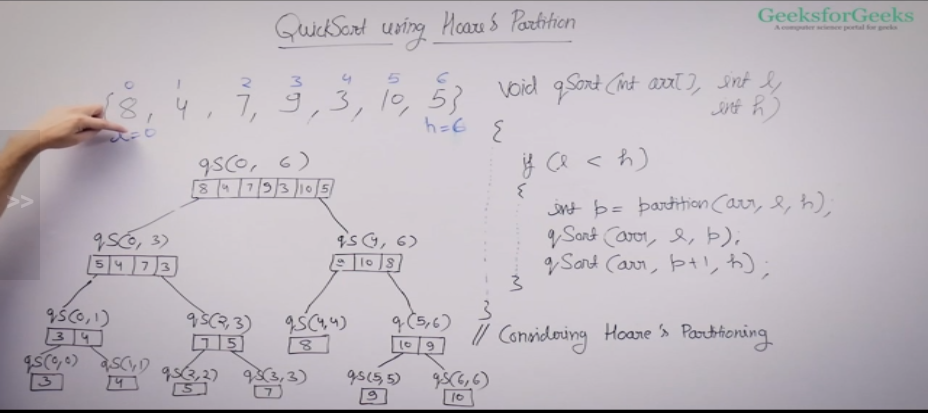 QuickSort using Hoare's Partition
GeeksforGeeks
A computer science portal for geeks
0 1 2 3 4 5 6
{8, 4, 7, 9, 3, 10, 5}
l=0
h=6
void qSort(int arr[], int l,
int h)
{
if (l < h)
{
int p = partition(arr, l, h);
qSort(arr, l, p);
qSort(arr, p+1, h);
}
}
// Considering Hoare's Partitioning
qS(0, 6)
8 4 7 9 3 10 5
qS(0, 3)
5 4 7 3
qS(4, 6)
9 10 8
qS(0,1)
3 4
qS(2,3)
7 5
qS(4,4)
8
q(5,6)
10 9
qS(0,0)
3
qS(1,1)
4
qS(2,2)
5
qS(3,3)
7
qS(5,5)
9
qS(6,6)
10
>>